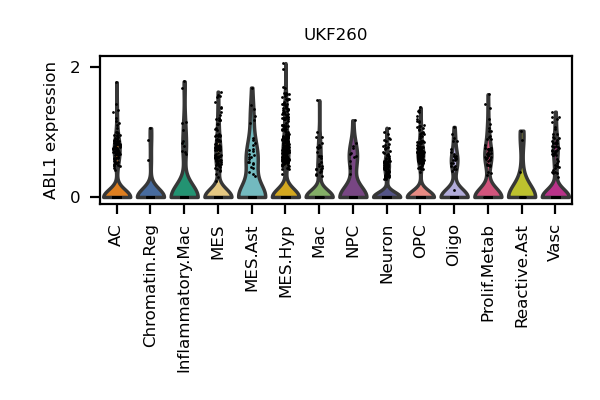 UKF260
ABL1 expression
2
0
AC
Chromatin.Reg
Inflammatory.Mac
MES
MES.Ast
MES.Hyp
Mac
NPC
Neuron
OPC
Oligo
Prolif.Metab
Reactive.Ast
Vasc